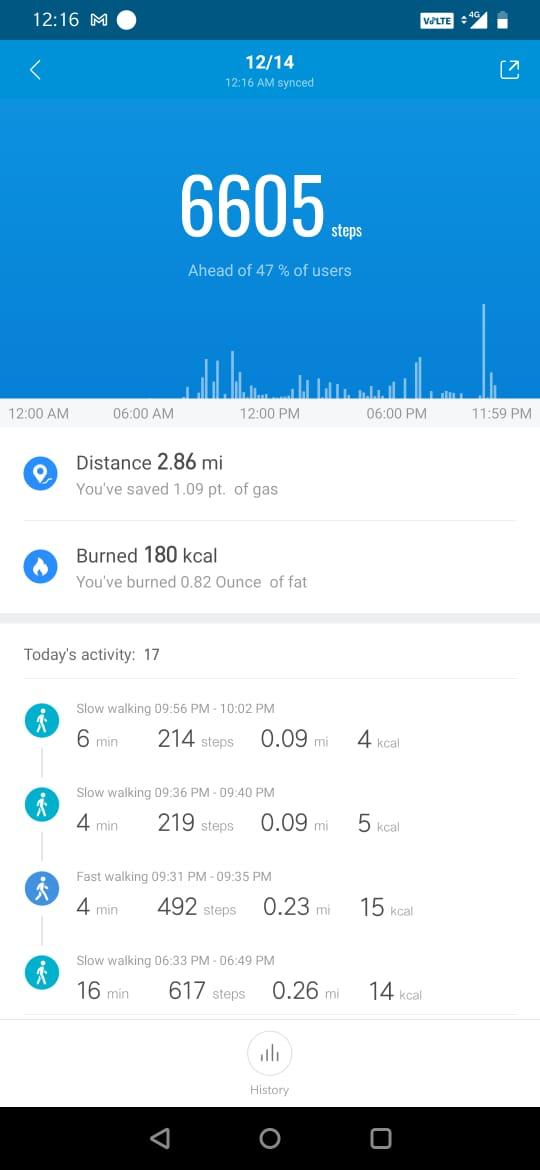 12:16
VoLTE 4G
12/14
12:16 AM synced
6605 steps
Ahead of 47 % of users
12:00 AM 06:00 AM 12:00 PM 06:00 PM 11:59 PM
Distance 2.86 mi
You've saved 1.09 pt. of gas
Burned 180 kcal
You've burned 0.82 Ounce of fat
Today's activity: 17
Slow walking 09:56 PM - 10:02 PM
6 min 214 steps 0.09 mi 4 kcal
Slow walking 09:36 PM - 09:40 PM
4 min 219 steps 0.09 mi 5 kcal
Fast walking 09:31 PM - 09:35 PM
4 min 492 steps 0.23 mi 15 kcal
Slow walking 06:33 PM - 06:49 PM
16 min 617 steps 0.26 mi 14 kcal
History